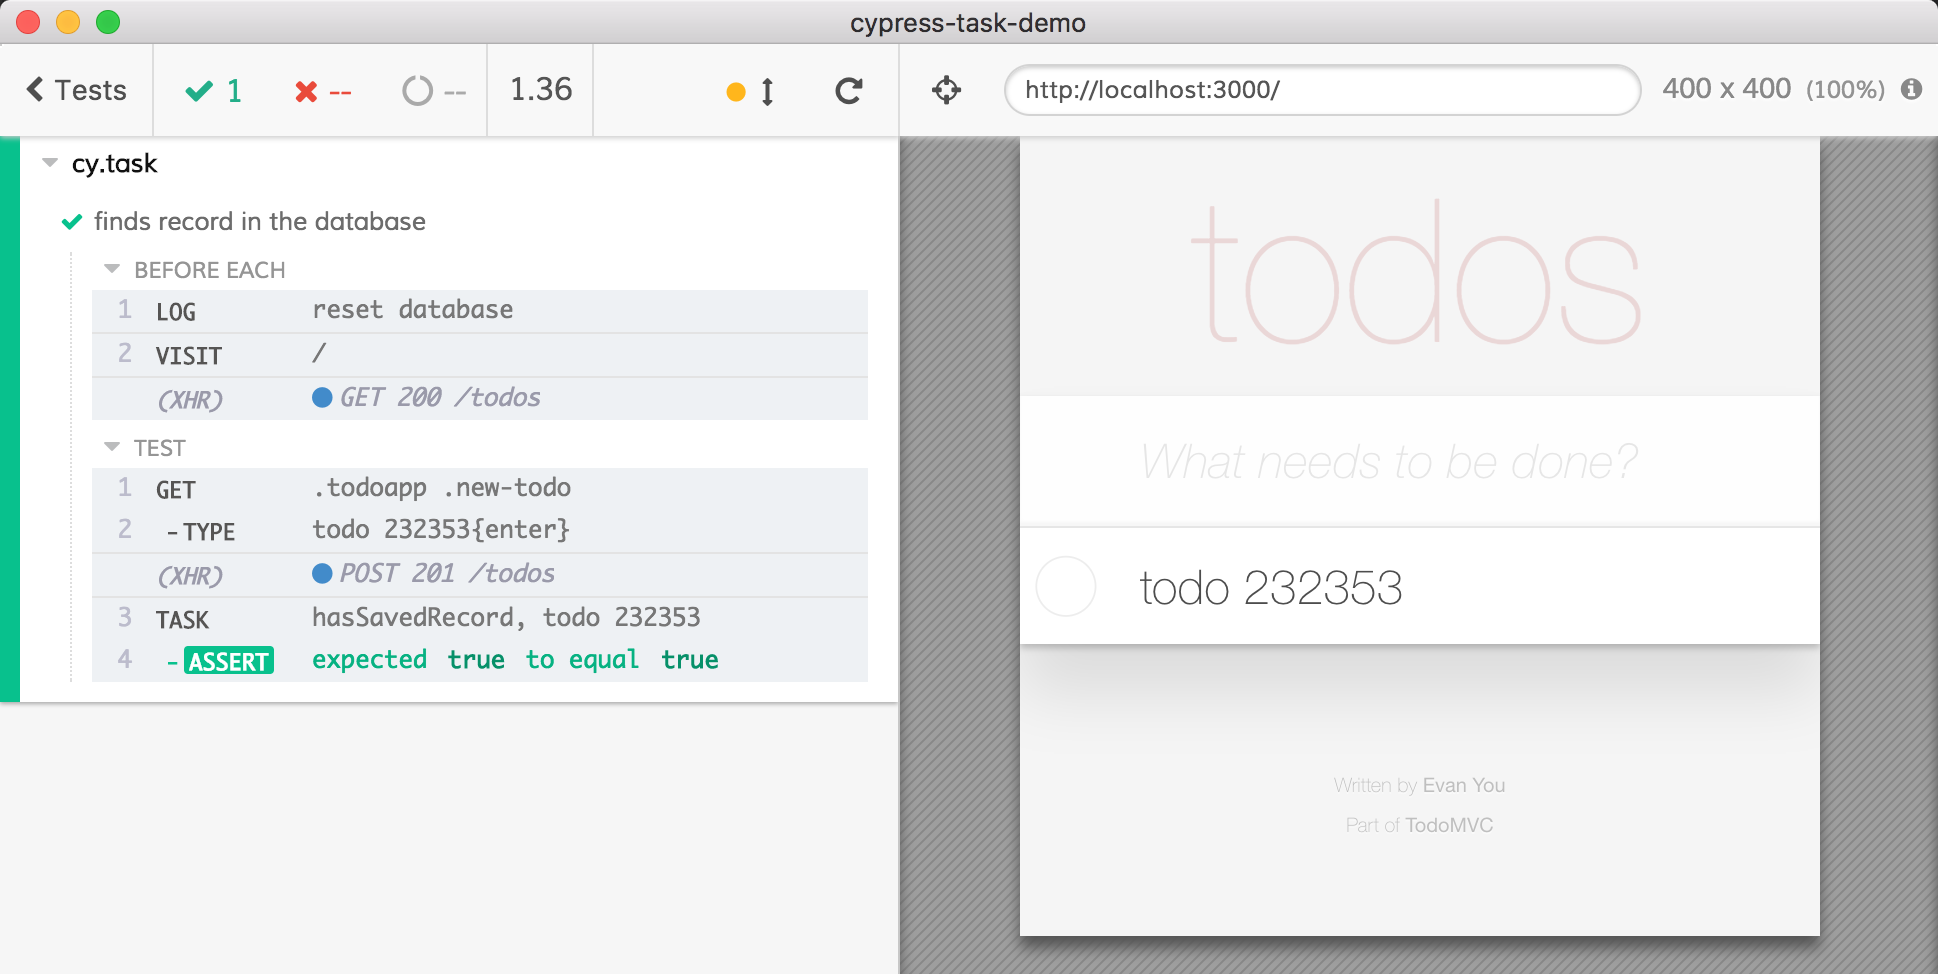 cypress-task-demo
Tests 1 -- -- 1.36
http://localhost:3000/ 400 x 400 (100%)
cy.task
finds record in the database
BEFORE EACH
1 LOG reset database
2 VISIT /
(XHR) GET 200 /todos
TEST
1 GET .todoapp .new-todo
2 -TYPE todo 232353{enter}
(XHR) POST 201 /todos
3 TASK hasSavedRecord, todo 232353
4 -ASSERT expected true to equal true
todos
What needs to be done?
todo 232353
Written by Evan You
Part of TodoMVC